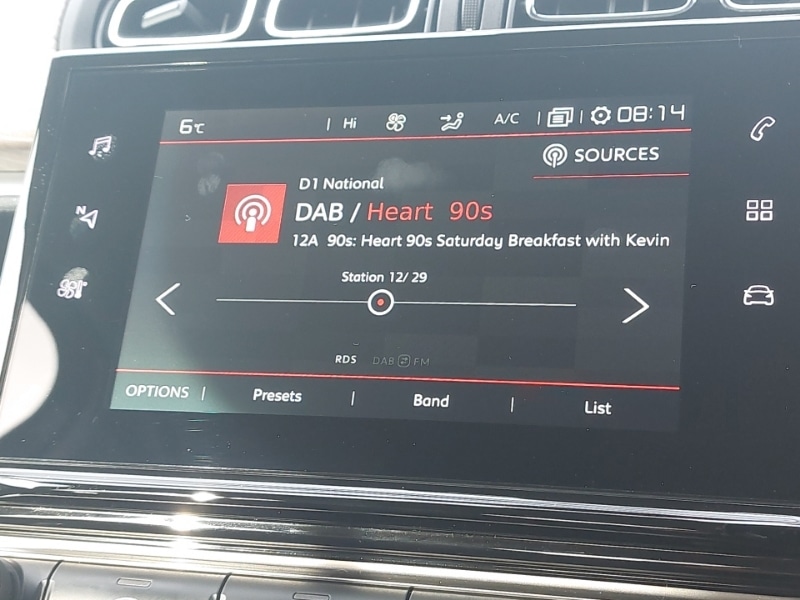 6°C | Hi A/C | | 08:14
SOURCES
D1 National
DAB / Heart 90s
12A 90s: Heart 90s Saturday Breakfast with Kevin
N
Station 12/ 29
RDS DAB FM
OPTIONS | Presets | Band | List